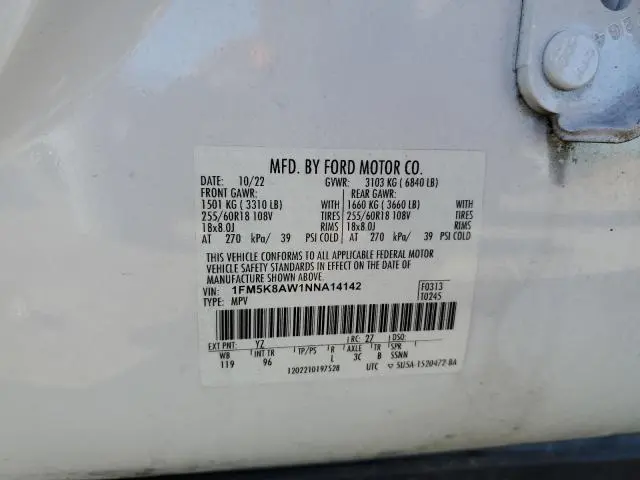 264
MFD. BY FORD MOTOR CO.
DATE: 10/22 GVWR: 3103 KG ( 6840 LB)
FRONT GAWR: REAR GAWR:
1501 KG ( 3310 LB) WITH 1660 KG ( 3660 LB) WITH
255/60R18 108V TIRES 255/60R18 108V TIRES
18x8.0J RIMS 18x8.0J RIMS
AT 270 kPa/ 39 PSI COLD AT 270 kPa/ 39 PSI COLD
THIS VEHICLE CONFORMS TO ALL APPLICABLE FEDERAL MOTOR
VEHICLE SAFETY AND THEFT PREVENTION STANDARDS IN EFFECT ON THE DATE OF
MANUFACTURE SHOWN ABOVE.
VIN: 1FM5K8AW1NNA14142 F0313
TYPE: MPV T0245
EXT PNT: YZ RC: 27 DSO:
WB INT TR TP/PS R AXLE TR SPR
119 96 L 3C B SSNN
1202210197528 UTC ▽ 5USA-1520472-BA